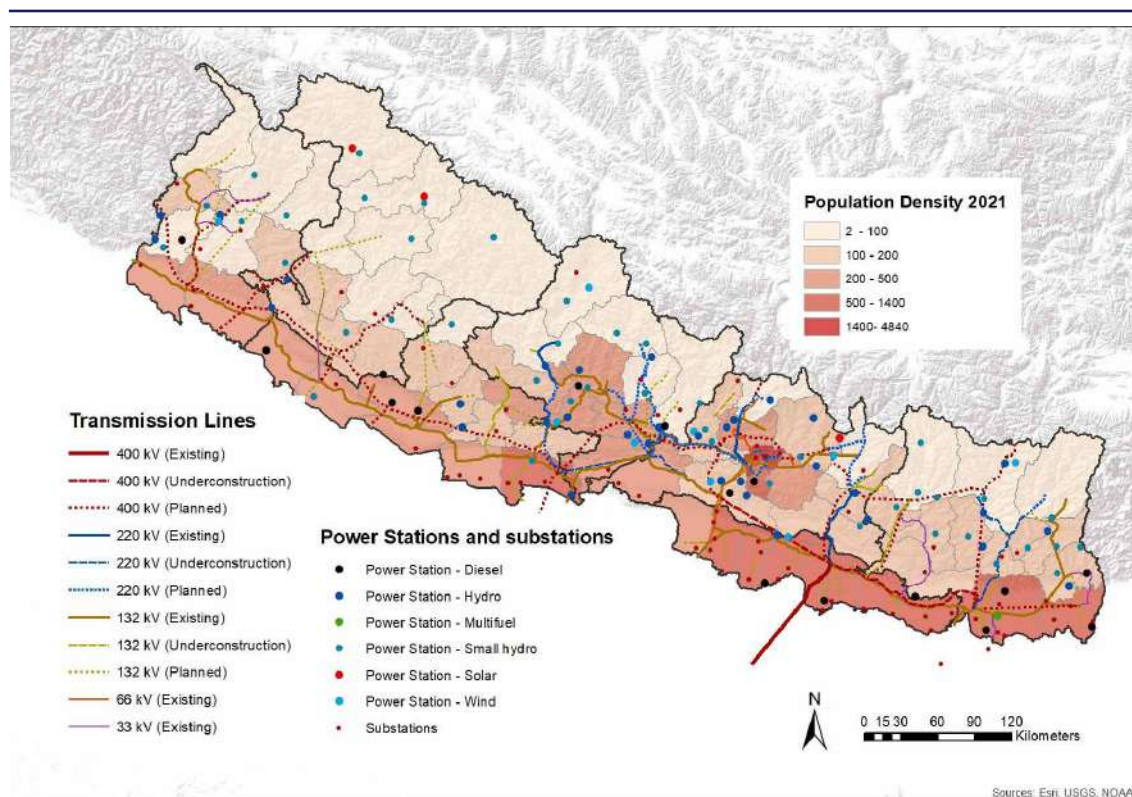 Population Density 2021
2 - 100
100 - 200
200 - 500
500 - 1400
1400- 4840
Transmission Lines
400 kV (Existing)
400 kV (Underconstruction)
400 kV (Planned)
220 kV (Existing)
220 kV (Underconstruction)
220 kV (Planned)
132 kV (Existing)
132 kV (Underconstruction)
132 kV (Planned)
66 kV (Existing)
33 kV (Existing)
Power Stations and substations
Power Station - Diesel
Power Station - Hydro
Power Station - Multifuel
Power Station - Small hydro
Power Station - Solar
Power Station - Wind
Substations
N
0 15 30 60 90 120
Kilometers
Sources: Esri, USGS, NOAA